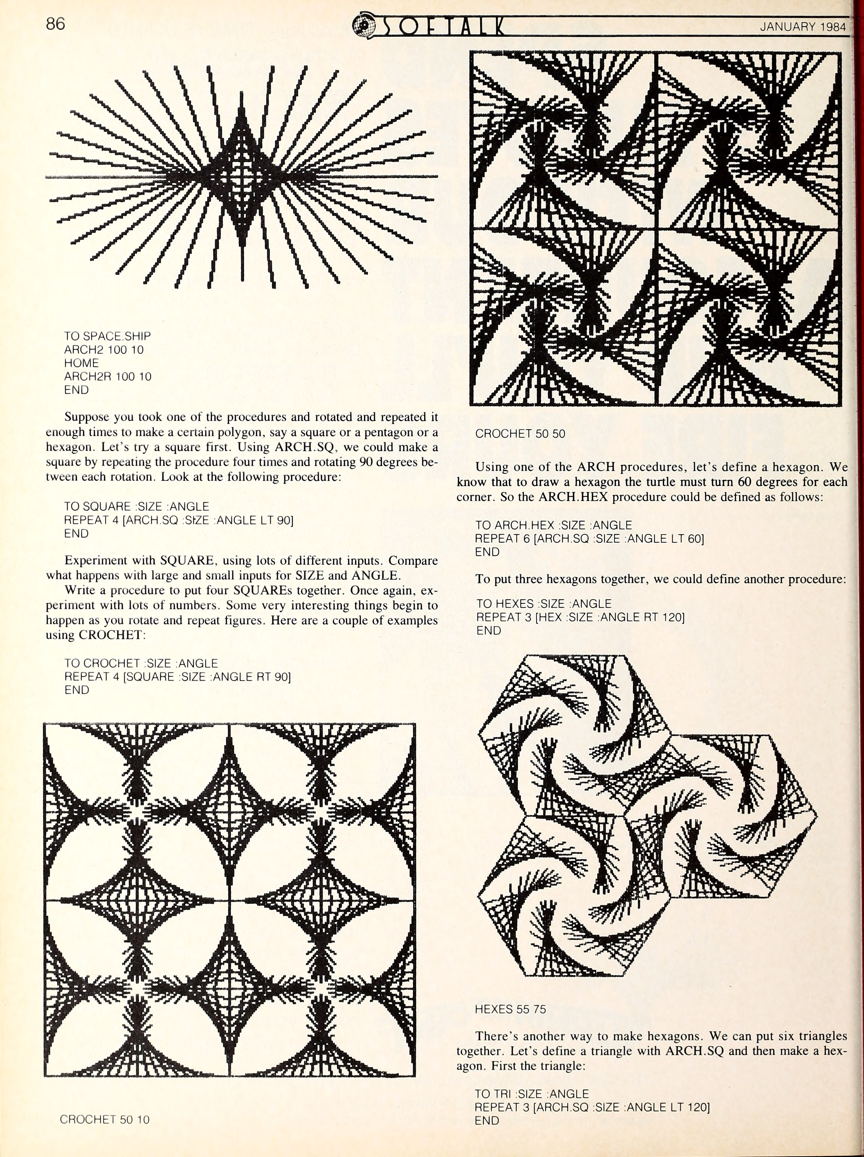 86
SOFTALK
JANUARY 1984
TO SPACE.SHIP
ARCH2 100 10
HOME
ARCH2R 100 10
END
Suppose you took one of the procedures and rotated and repeated it
enough times to make a certain polygon, say a square or a pentagon or a
hexagon. Let's try a square first. Using ARCH.SQ, we could make a
square by repeating the procedure four times and rotating 90 degrees be-
tween each rotation. Look at the following procedure:
TO SQUARE :SIZE :ANGLE
REPEAT 4 [ARCH.SQ :SIZE :ANGLE LT 90]
END
Experiment with SQUARE, using lots of different inputs. Compare
what happens with large and small inputs for SIZE and ANGLE.
Write a procedure to put four SQUAREs together. Once again, ex-
periment with lots of numbers. Some very interesting things begin to
happen as you rotate and repeat figures. Here are a couple of examples
using CROCHET:
TO CROCHET :SIZE :ANGLE
REPEAT 4 [SQUARE :SIZE :ANGLE RT 90]
END
CROCHET 50 10
CROCHET 50 50
Using one of the ARCH procedures, let's define a hexagon. We
know that to draw a hexagon the turtle must turn 60 degrees for each
corner. So the ARCH.HEX procedure could be defined as follows:
TO ARCH.HEX :SIZE :ANGLE
REPEAT 6 [ARCH.SQ :SIZE :ANGLE LT 60]
END
To put three hexagons together, we could define another procedure:
TO HEXES :SIZE :ANGLE
REPEAT 3 [HEX :SIZE :ANGLE RT 120]
END
HEXES 55 75
There's another way to make hexagons. We can put six triangles
together. Let's define a triangle with ARCH.SQ and then make a hex-
agon. First the triangle:
TO TRI :SIZE :ANGLE
REPEAT 3 [ARCH.SQ :SIZE :ANGLE LT 120]
END